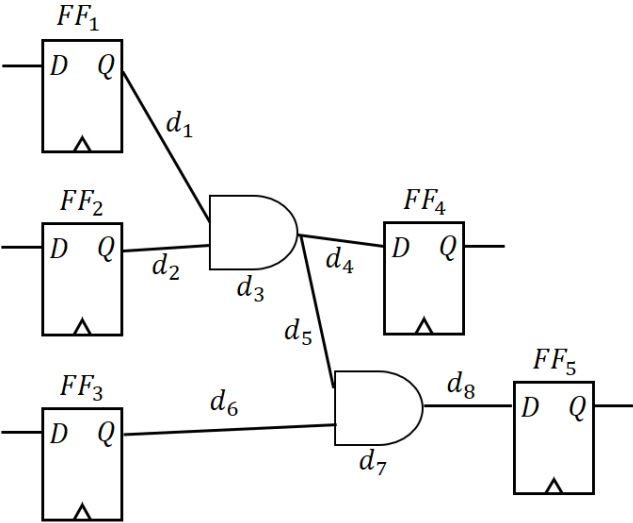 FF₁
D Q
d₁
FF₂
D Q
d₂
d₃
FF₄
D Q
d₄
d₅
FF₃
D Q
d₆
d₇
d₈
FF₅
D Q